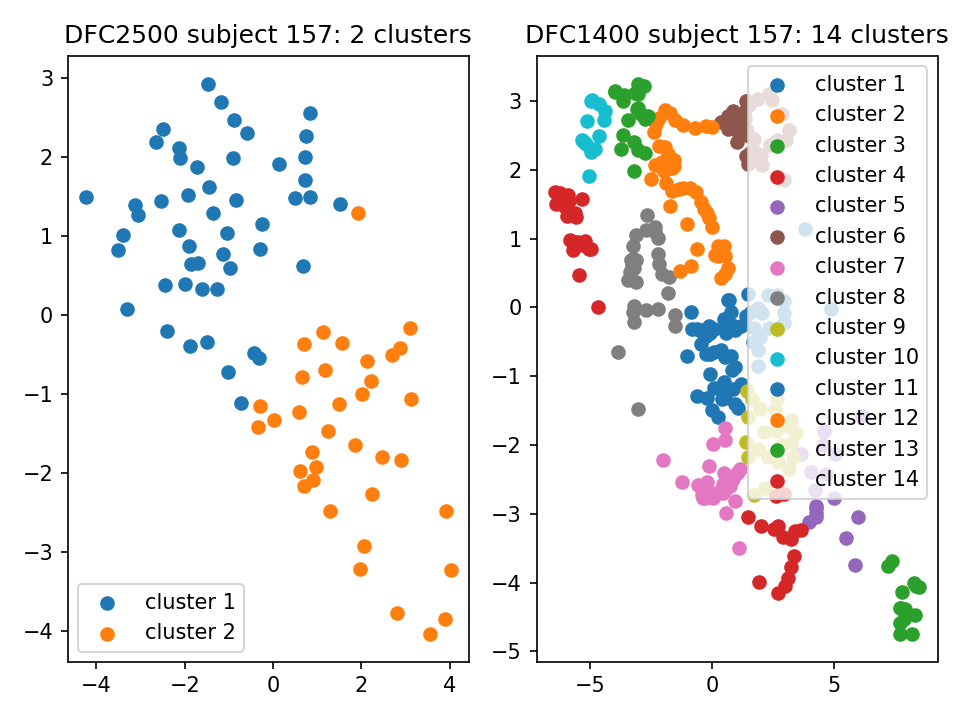 DFC2500 subject 157: 2 clusters
3
2
1
0
−1
−2
−3
−4
−4
−2
0
2
4
cluster 1
cluster 2
DFC1400 subject 157: 14 clusters
3
2
1
0
−1
−2
−3
−4
−5
−5
0
5
cluster 1
cluster 2
cluster 3
cluster 4
cluster 5
cluster 6
cluster 7
cluster 8
cluster 9
cluster 10
cluster 11
cluster 12
cluster 13
cluster 14